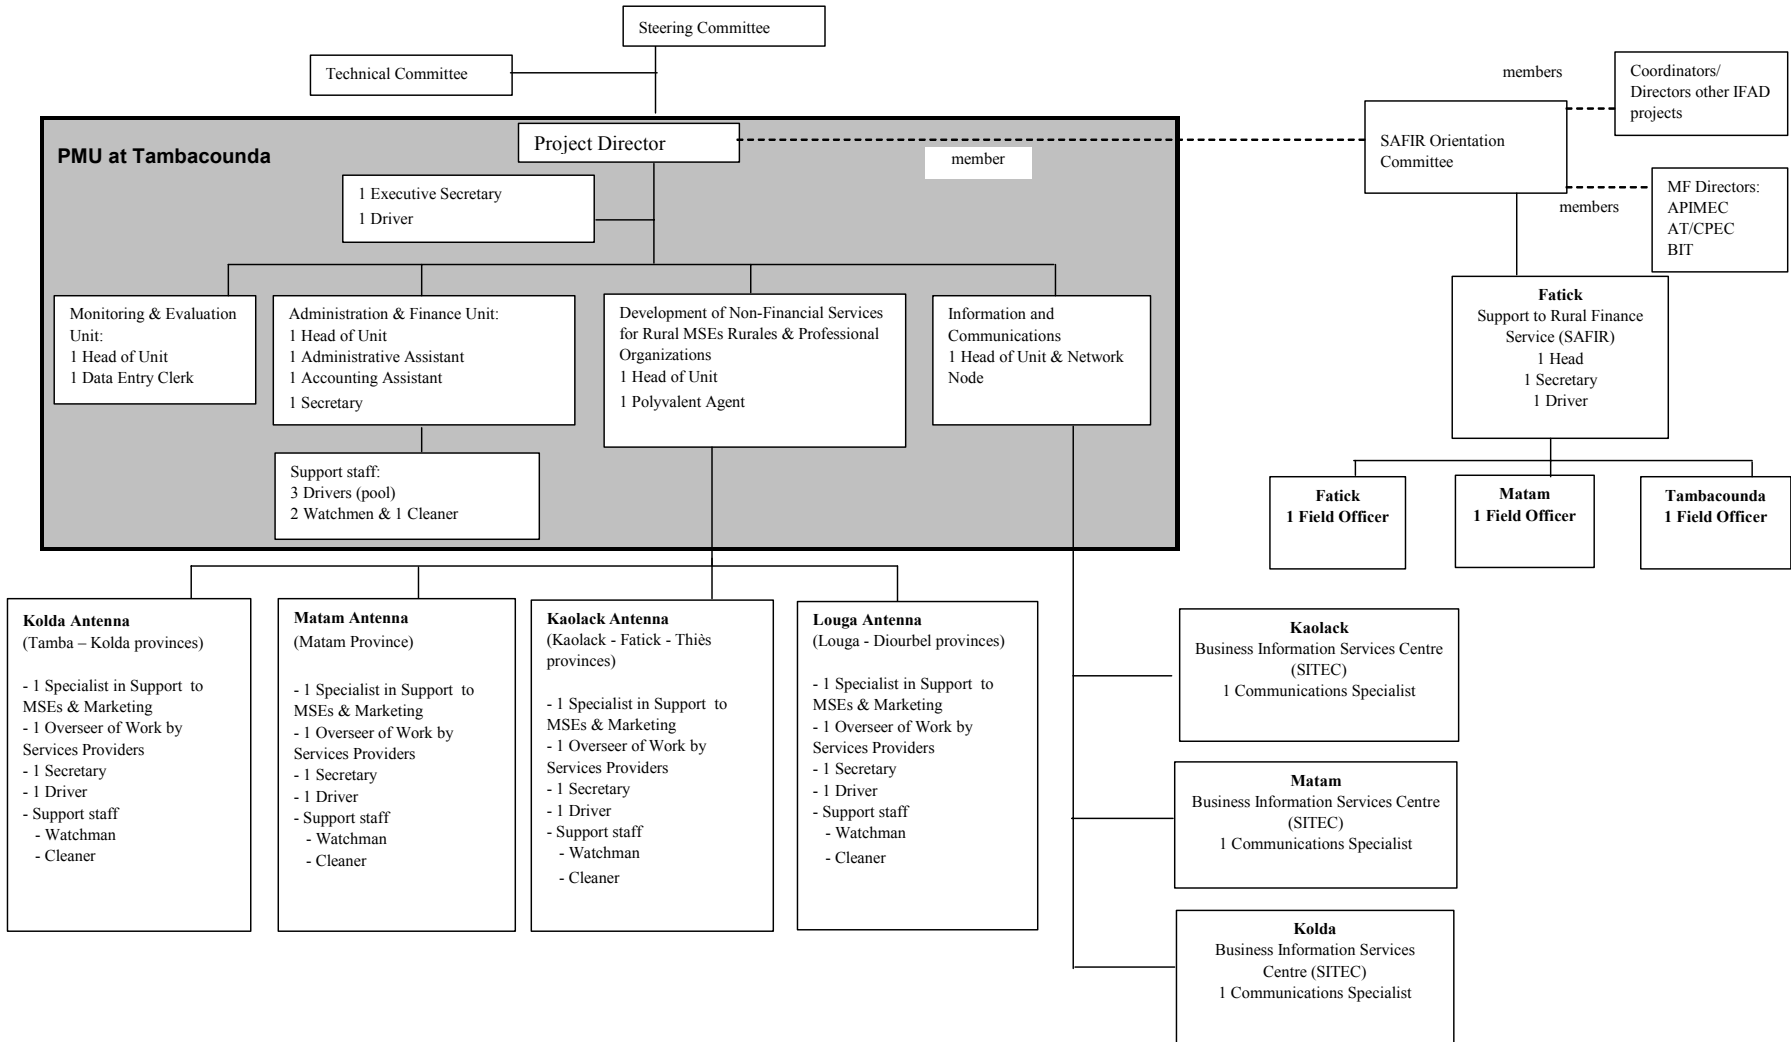 Steering Committee
Technical Committee
members
Coordinators/
Directors other IFAD
projects
PMU at Tambacounda
Project Director
member
SAFIR Orientation
Committee
members
MF Directors:
APIMEC
AT/CPEC
BIT
1 Executive Secretary
1 Driver
Monitoring & Evaluation
Unit:
1 Head of Unit
1 Data Entry Clerk
Administration & Finance Unit:
1 Head of Unit
1 Administrative Assistant
1 Accounting Assistant
1 Secretary
Development of Non-Financial Services
for Rural MSEs Rurales & Professional
Organizations
1 Head of Unit
1 Polyvalent Agent
Information and
Communications
1 Head of Unit & Network
Node
Fatick
Support to Rural Finance
Service (SAFIR)
1 Head
1 Secretary
1 Driver
Support staff:
3 Drivers (pool)
2 Watchmen & 1 Cleaner
Fatick
1 Field Officer
Matam
1 Field Officer
Tambacounda
1 Field Officer
Kolda Antenna
(Tamba – Kolda provinces)
- 1 Specialist in Support to
MSEs & Marketing
- 1 Overseer of Work by
Services Providers
- 1 Secretary
- 1 Driver
- Support staff
- Watchman
- Cleaner
Matam Antenna
(Matam Province)
- 1 Specialist in Support to
MSEs & Marketing
- 1 Overseer of Work by
Services Providers
- 1 Secretary
- 1 Driver
- Support staff
- Watchman
- Cleaner
Kaolack Antenna
(Kaolack - Fatick - Thiès
provinces)
- 1 Specialist in Support to
MSEs & Marketing
- 1 Overseer of Work by
Services Providers
- 1 Secretary
- 1 Driver
- Support staff
- Watchman
- Cleaner
Louga Antenna
(Louga - Diourbel provinces)
- 1 Specialist in Support to
MSEs & Marketing
- 1 Overseer of Work by
Services Providers
- 1 Secretary
- 1 Driver
- Support staff
- Watchman
- Cleaner
Kaolack
Business Information Services Centre
(SITEC)
1 Communications Specialist
Matam
Business Information Services Centre
(SITEC)
1 Communications Specialist
Kolda
Business Information Services
Centre (SITEC)
1 Communications Specialist